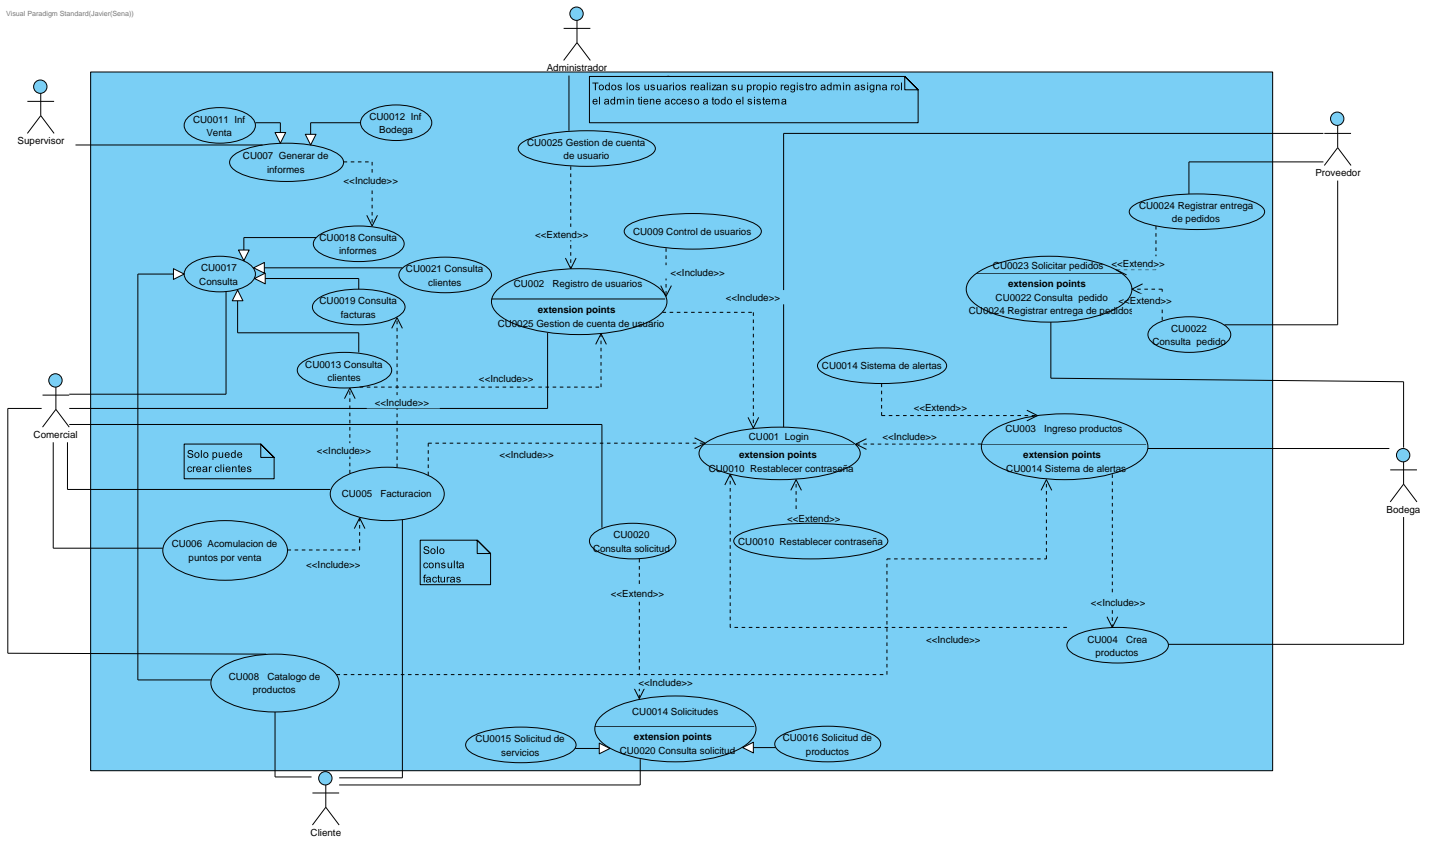 Visual Paradigm Standard(Javier(Sena))
Administrador
Todos los usuarios realizan su propio registro admin asigna rol
el admin tiene acceso a todo el sistema
Supervisor
CU0011 Inf
Venta
CU0012 Inf
Bodega
CU007 Generar de
informes
<<Include>>
CU0025 Gestion de cuenta
de usuario
Proveedor
CU0024 Registrar entrega
de pedidos
<<Extend>>
CU009 Control de usuarios
CU0018 Consulta
informes
CU0017
Consulta
CU0021 Consulta
clientes
CU0019 Consulta
facturas
CU002 Registro de usuarios
extension points
CU0025 Gestion de cuenta de usuario
<<Include>>
<<Include>>
CU0023 Solicitar pedidos
extension points
CU0022 Consulta pedido
CU0024 Registrar entrega de pedidos
<<Extend>>
<<Extend>>
CU0022
Consulta pedido
CU0013 Consulta
clientes
<<Include>>
<<Include>>
CU0014 Sistema de alertas
<<Extend>>
Comercial
CU003 Ingreso productos
extension points
CU0014 Sistema de alertas
<<Include>>
CU001 Login
extension points
CU0010 Restablecer contraseña
Solo puede
crear clientes
<<Include>>
<<Include>>
CU005 Facturacion
Bodega
<<Extend>>
CU0010 Restablecer contraseña
CU0020
Consulta solicitud
CU006 Acomulacion de
puntos por venta
<<Include>>
Solo
consulta
facturas
<<Extend>>
<<Include>>
<<Include>>
CU004 Crea
productos
CU008 Catalogo de
productos
<<Include>>
CU0014 Solicitudes
extension points
CU0020 Consulta solicitud
CU0015 Solicitud de
servicios
CU0016 Solicitud de
productos
Cliente